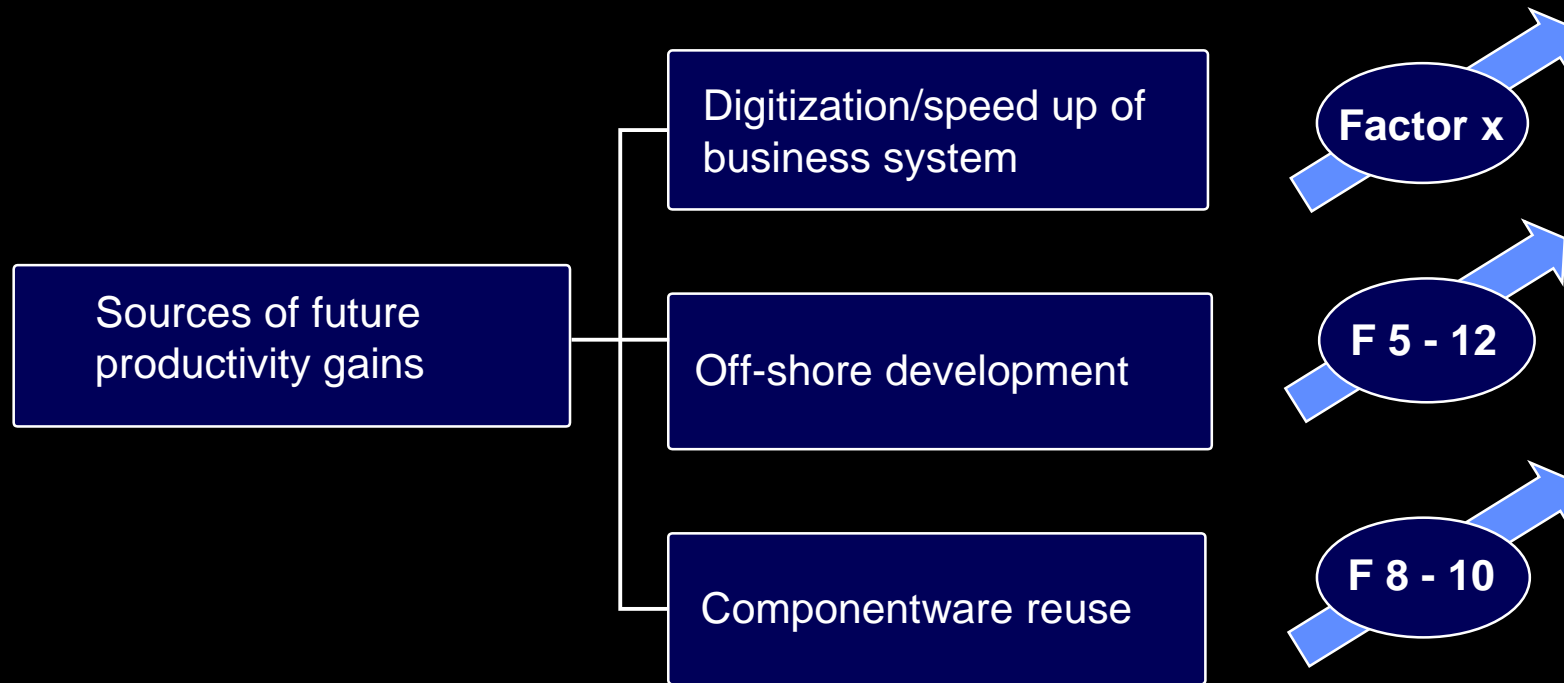 Digitization/speed up of
business system
Factor x
Sources of future
productivity gains
Off-shore development
F 5 - 12
Componentware reuse
F 8 - 10